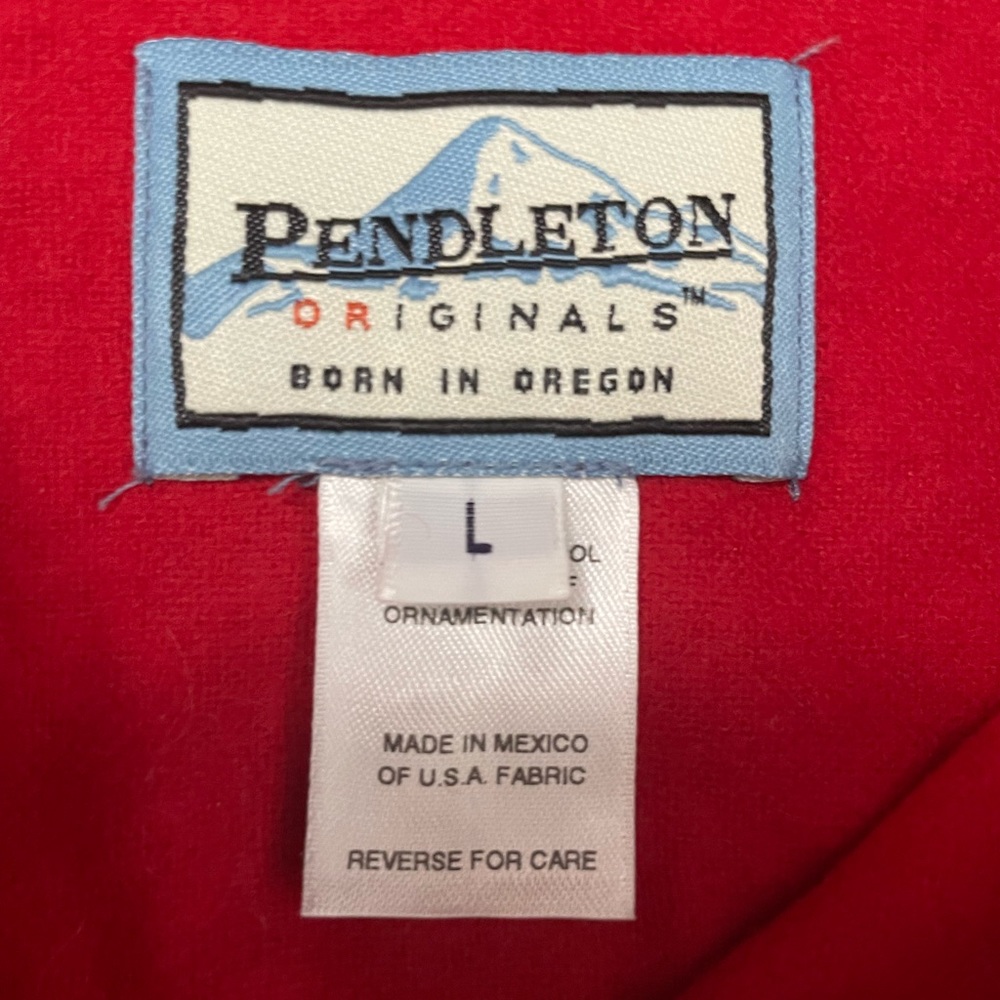 PENDLETON
ORIGINALS™
BORN IN OREGON
L
ORNAMENTATION
MADE IN MEXICO
OF U.S.A. FABRIC
REVERSE FOR CARE